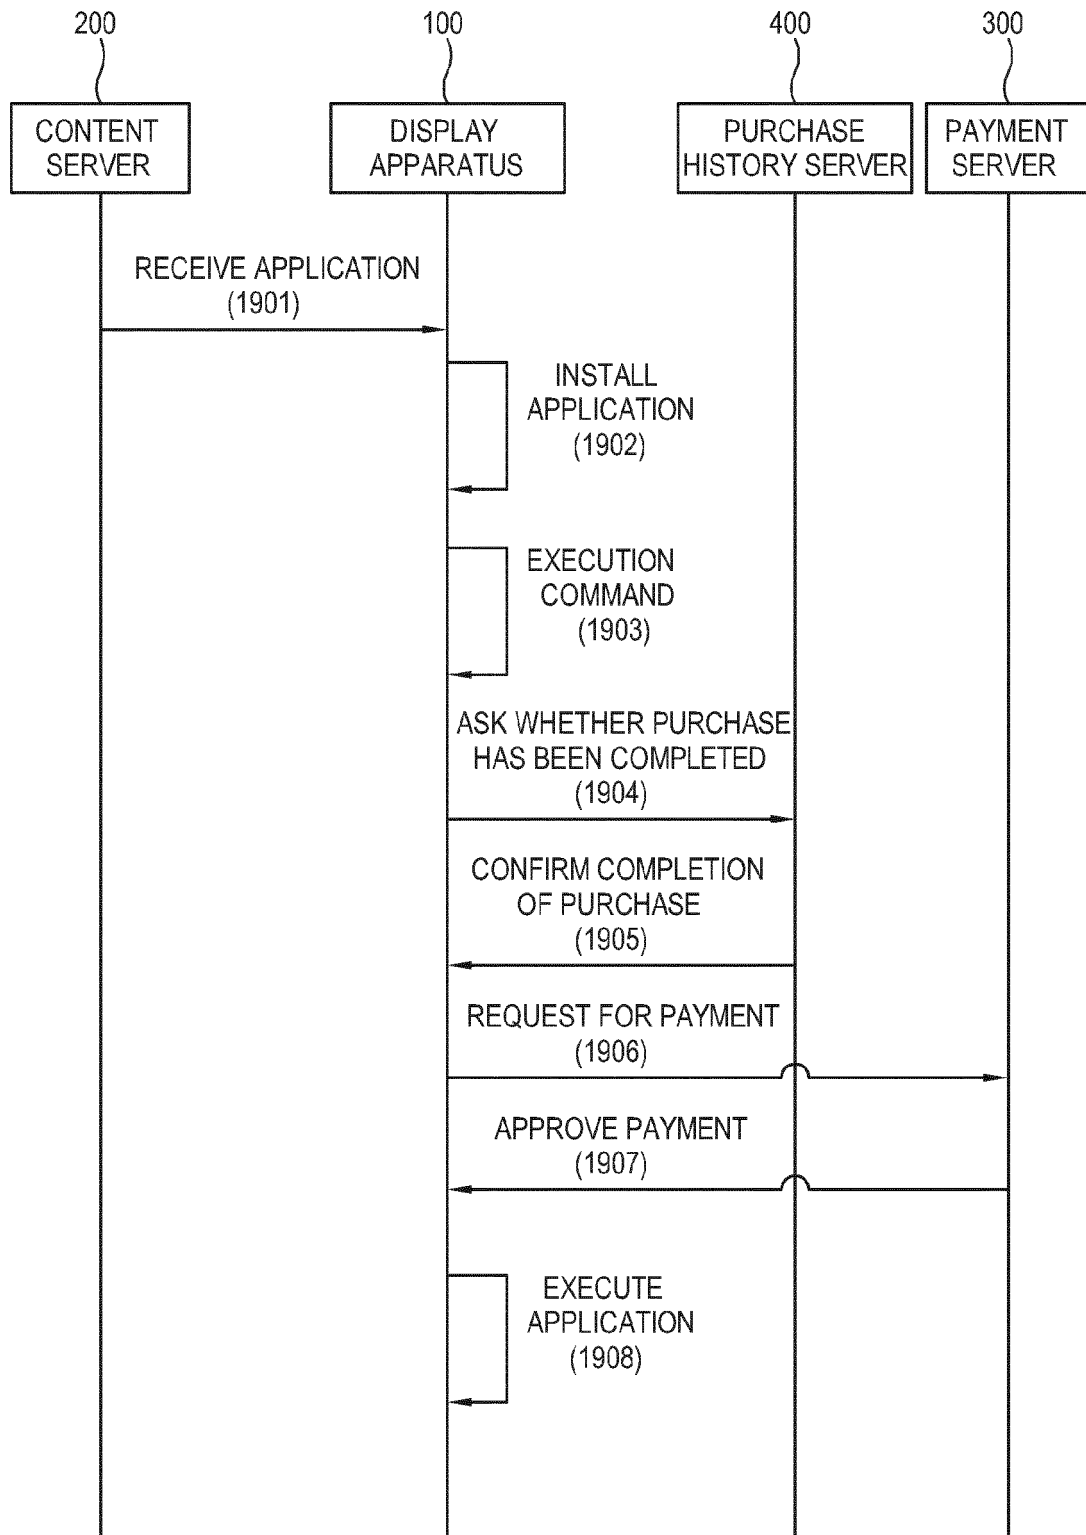 200
100
400
300
CONTENT
SERVER
DISPLAY
APPARATUS
PURCHASE
HISTORY SERVER
PAYMENT
SERVER
RECEIVE APPLICATION
(1901)
INSTALL
APPLICATION
(1902)
EXECUTION
COMMAND
(1903)
ASK WHETHER PURCHASE
HAS BEEN COMPLETED
(1904)
CONFIRM COMPLETION
OF PURCHASE
(1905)
REQUEST FOR PAYMENT
(1906)
APPROVE PAYMENT
(1907)
EXECUTE
APPLICATION
(1908)